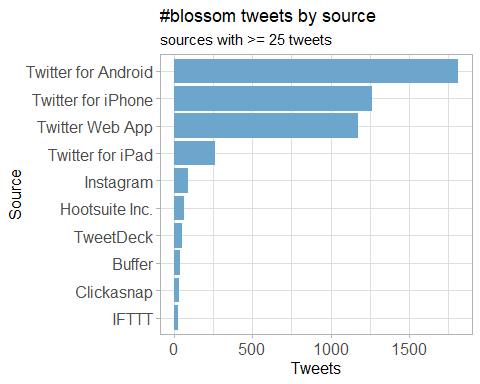 #blossom tweets by source
sources with >= 25 tweets
Source
Twitter for Android
Twitter for iPhone
Twitter Web App
Twitter for iPad
Instagram
Hootsuite Inc.
TweetDeck
Buffer
Clickasnap
IFTTT
0 500 1000 1500
Tweets